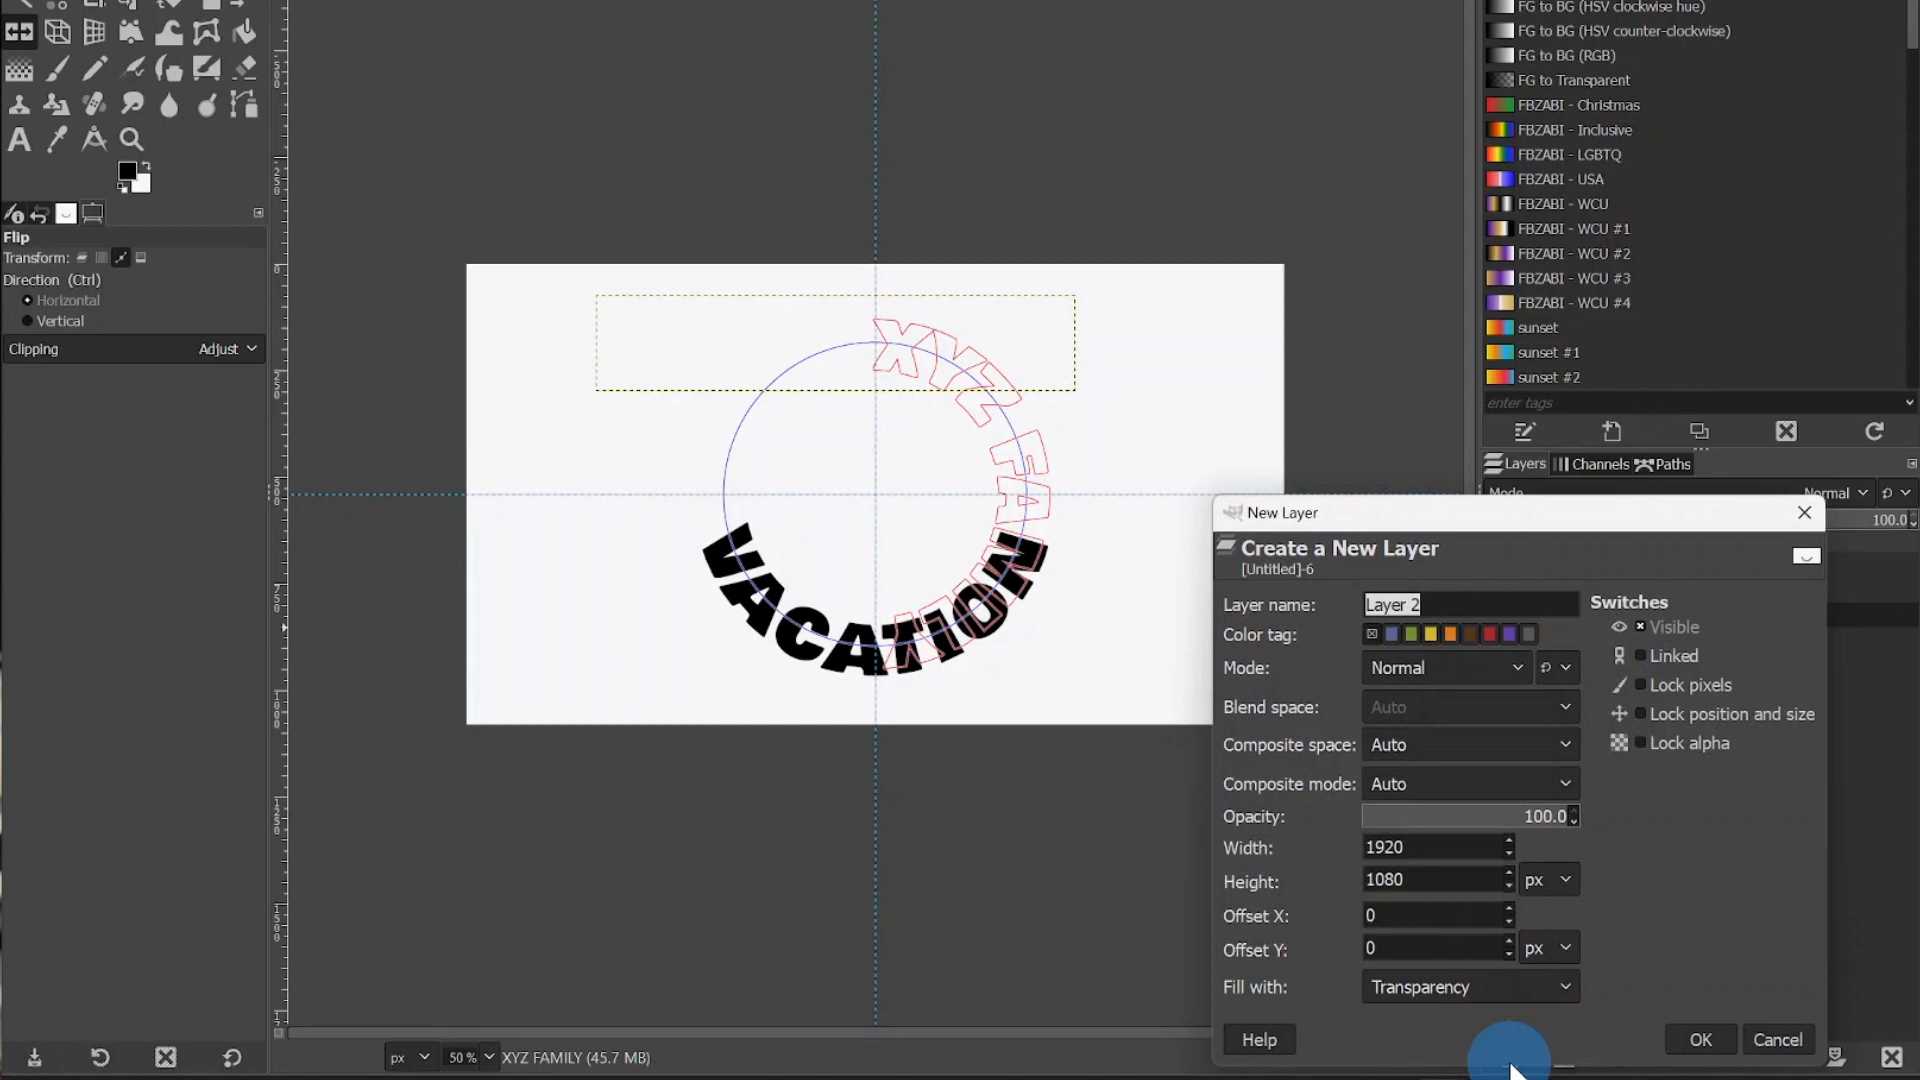 FG to BG (HSV clockwise hue)
FG to BG (HSV counter-clockwise)
FG to BG (RGB)
FG to Transparent
FBZABI - Christmas
FBZABI - Inclusive
FBZABI - LGBTQ
FBZABI - USA
FBZABI - WCU
FBZABI - WCU #1
FBZABI - WCU #2
FBZABI - WCU #3
FBZABI - WCU #4
sunset
sunset #1
sunset #2
enter tags
Layers Channels Paths
Mode Normal
100.0
Flip
Transform:
Direction (Ctrl)
Horizontal
Vertical
Clipping Adjust
XYZ FAMILY
VACATION
New Layer
Create a New Layer
[Untitled]-6
Layer name: Layer 2
Color tag:
Mode: Normal
Blend space: Auto
Composite space: Auto
Composite mode: Auto
Opacity: 100.0
Width: 1920
Height: 1080 px
Offset X: 0
Offset Y: 0 px
Fill with: Transparency
Switches
Visible
Linked
Lock pixels
Lock position and size
Lock alpha
Help OK Cancel
px 50 % XYZ FAMILY (45.7 MB)